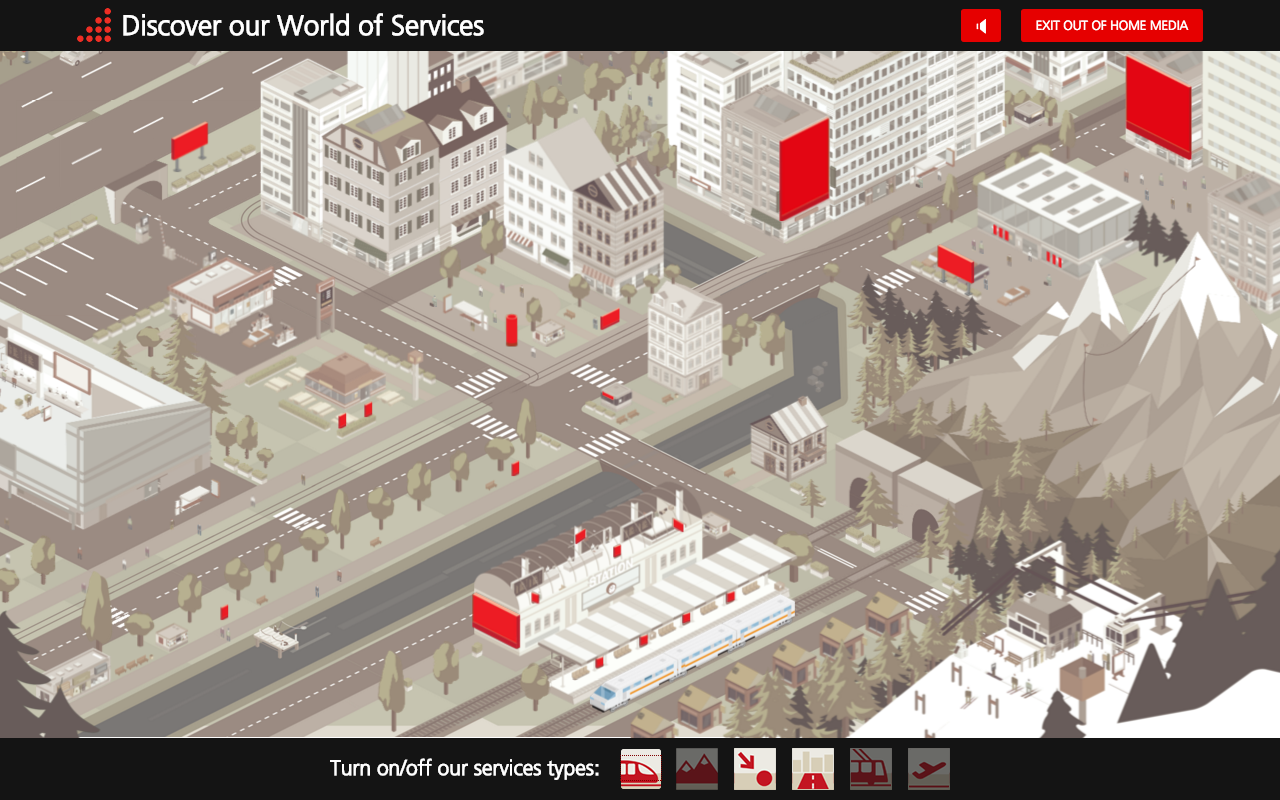 Discover our World of Services
EXIT OUT OF HOME MEDIA
STATION
Turn on/off our services types: